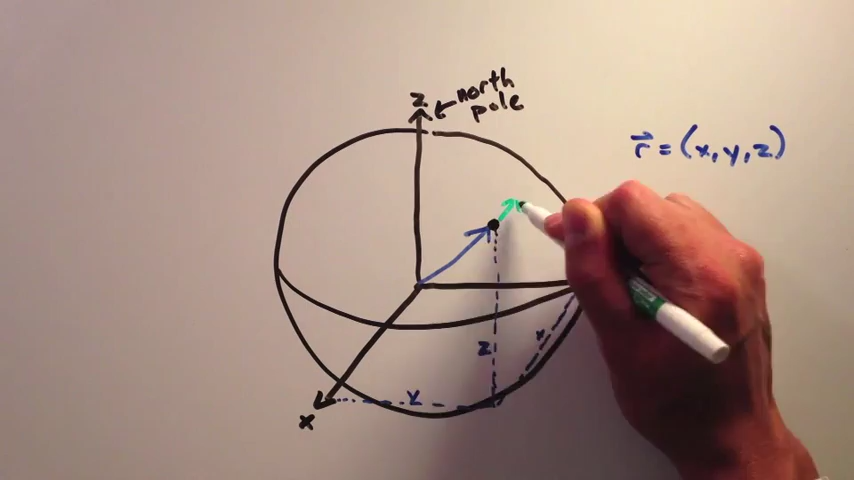 z
North
pole
r⃗ = (x,y,z)
z
x
y
x